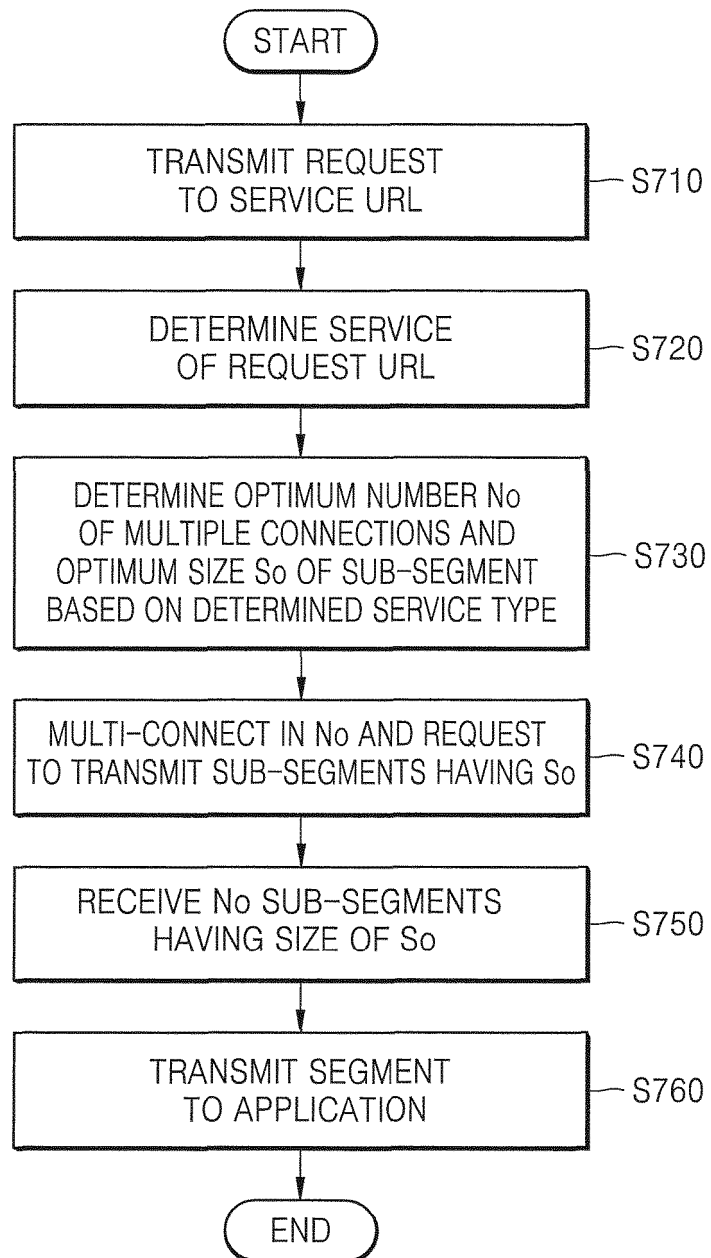 START
TRANSMIT REQUEST
TO SERVICE URL
S710
DETERMINE SERVICE
OF REQUEST URL
S720
DETERMINE OPTIMUM NUMBER No
OF MULTIPLE CONNECTIONS AND
OPTIMUM SIZE So OF SUB-SEGMENT
BASED ON DETERMINED SERVICE TYPE
S730
MULTI-CONNECT IN No AND REQUEST
TO TRANSMIT SUB-SEGMENTS HAVING So
S740
RECEIVE No SUB-SEGMENTS
HAVING SIZE OF So
S750
TRANSMIT SEGMENT
TO APPLICATION
S760
END